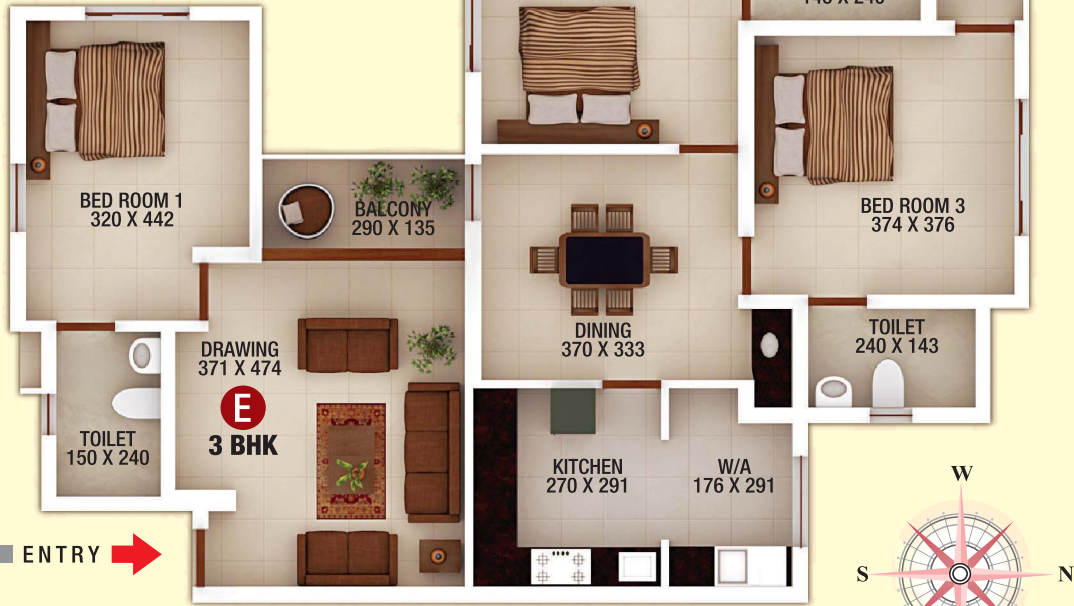 BED ROOM 1
320 X 442
BALCONY
290 X 135
BED ROOM 3
374 X 376
DINING
370 X 333
TOILET
240 X 143
DRAWING
371 X 474
E
3 BHK
TOILET
150 X 240
KITCHEN
270 X 291
W/A
176 X 291
ENTRY
W
S
N